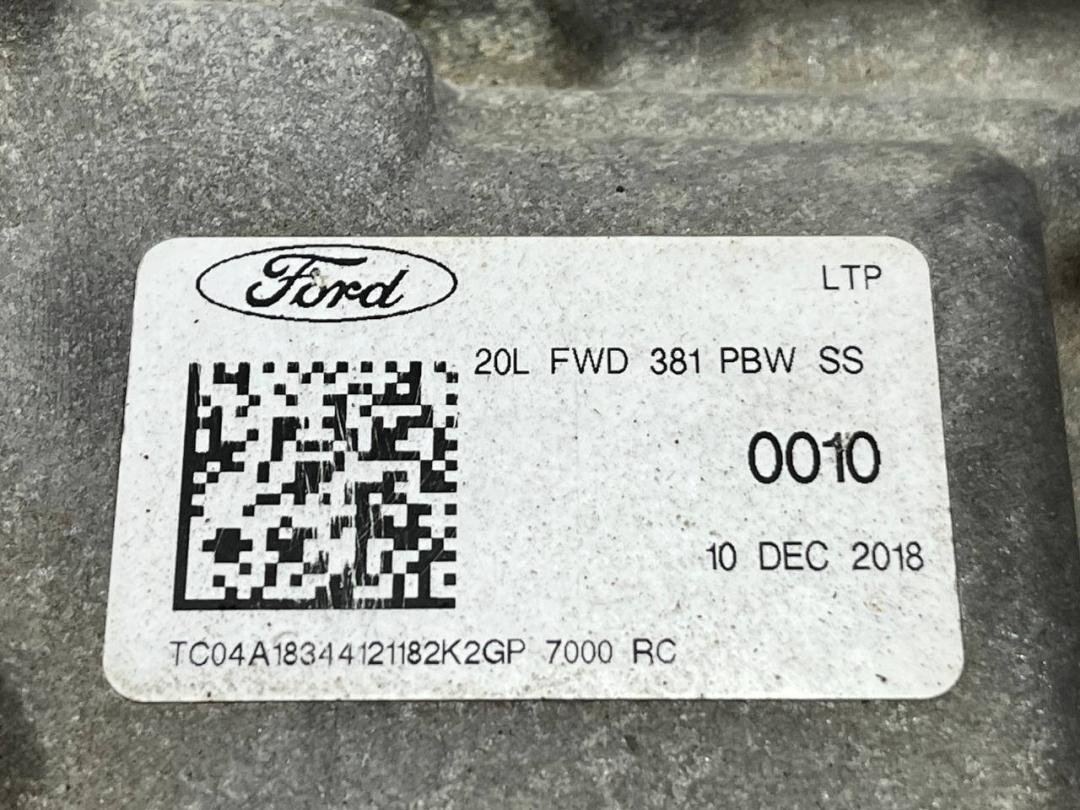 Ford
LTP
20L FWD 381 PBW SS
0010
10 DEC 2018
TC04A18344121182K2GP 7000 RC